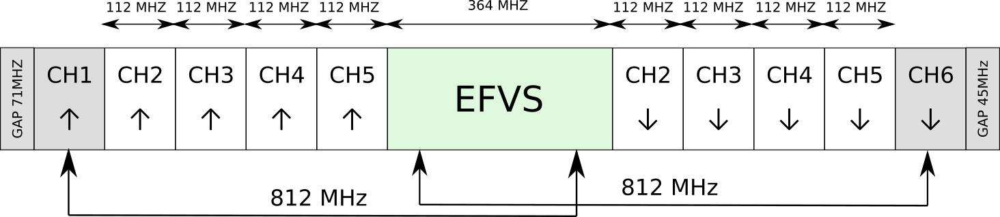 112 MHZ 112 MHZ 112 MHZ 112 MHZ 364 MHZ 112 MHZ 112 MHZ 112 MHZ 112 MHZ
GAP 71MHZ
CH1 CH2 CH3 CH4 CH5 EFVS CH2 CH3 CH4 CH5 CH6
↑ ↑ ↑ ↑ ↑ ↓ ↓ ↓ ↓ ↓
GAP 45MHz
812 MHz
812 MHz